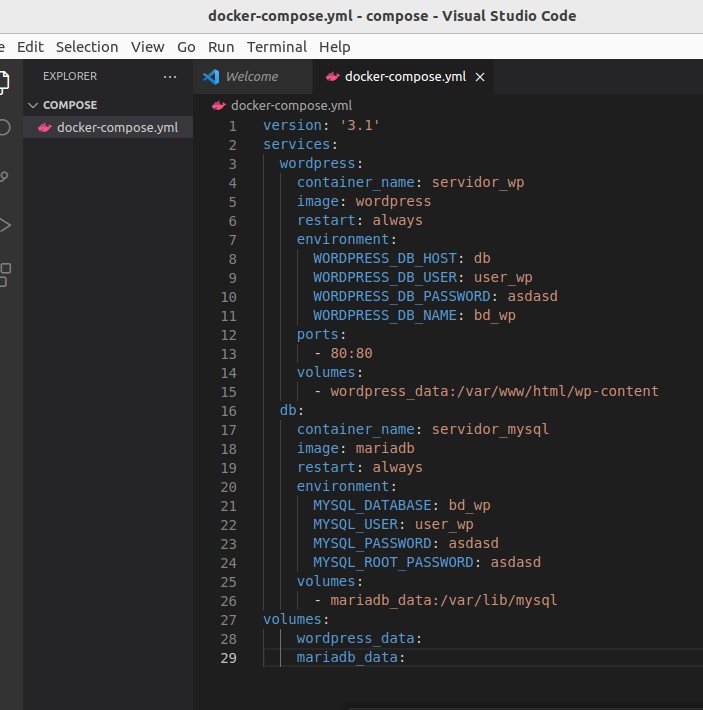 docker-compose.yml - compose - Visual Studio Code
Edit Selection View Go Run Terminal Help
EXPLORER ... Welcome docker-compose.yml ×
COMPOSE docker-compose.yml
docker-compose.yml
1 version: '3.1'
2 services:
3 wordpress:
4 container_name: servidor_wp
5 image: wordpress
6 restart: always
7 environment:
8 WORDPRESS_DB_HOST: db
9 WORDPRESS_DB_USER: user_wp
10 WORDPRESS_DB_PASSWORD: asdasd
11 WORDPRESS_DB_NAME: bd_wp
12 ports:
13 - 80:80
14 volumes:
15 - wordpress_data:/var/www/html/wp-content
16 db:
17 container_name: servidor_mysql
18 image: mariadb
19 restart: always
20 environment:
21 MYSQL_DATABASE: bd_wp
22 MYSQL_USER: user_wp
23 MYSQL_PASSWORD: asdasd
24 MYSQL_ROOT_PASSWORD: asdasd
25 volumes:
26 - mariadb_data:/var/lib/mysql
27 volumes:
28 wordpress_data:
29 mariadb_data: